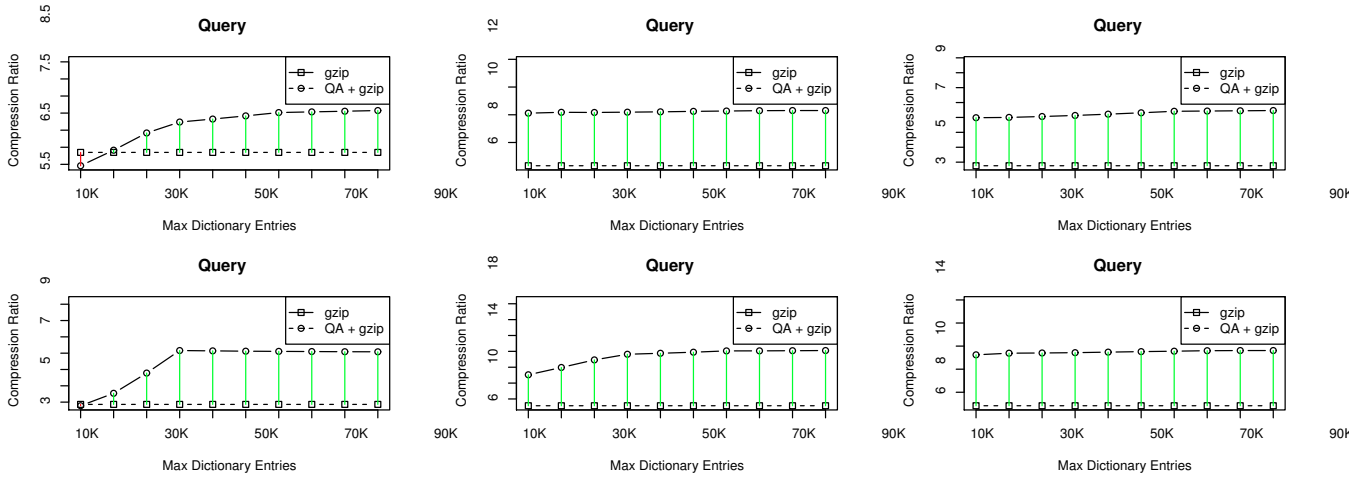 Query
8.5
7.5
6.5
5.5
Compression Ratio
gzip
QA + gzip
10K 30K 50K 70K 90K
Max Dictionary Entries
Query
12
10
8
6
Compression Ratio
gzip
QA + gzip
10K 30K 50K 70K 90K
Max Dictionary Entries
Query
9
7
5
3
Compression Ratio
gzip
QA + gzip
10K 30K 50K 70K 90K
Max Dictionary Entries
Query
9
7
5
3
Compression Ratio
gzip
QA + gzip
10K 30K 50K 70K 90K
Max Dictionary Entries
Query
18
14
10
6
Compression Ratio
gzip
QA + gzip
10K 30K 50K 70K 90K
Max Dictionary Entries
Query
14
10
8
6
Compression Ratio
gzip
QA + gzip
10K 30K 50K 70K 90K
Max Dictionary Entries